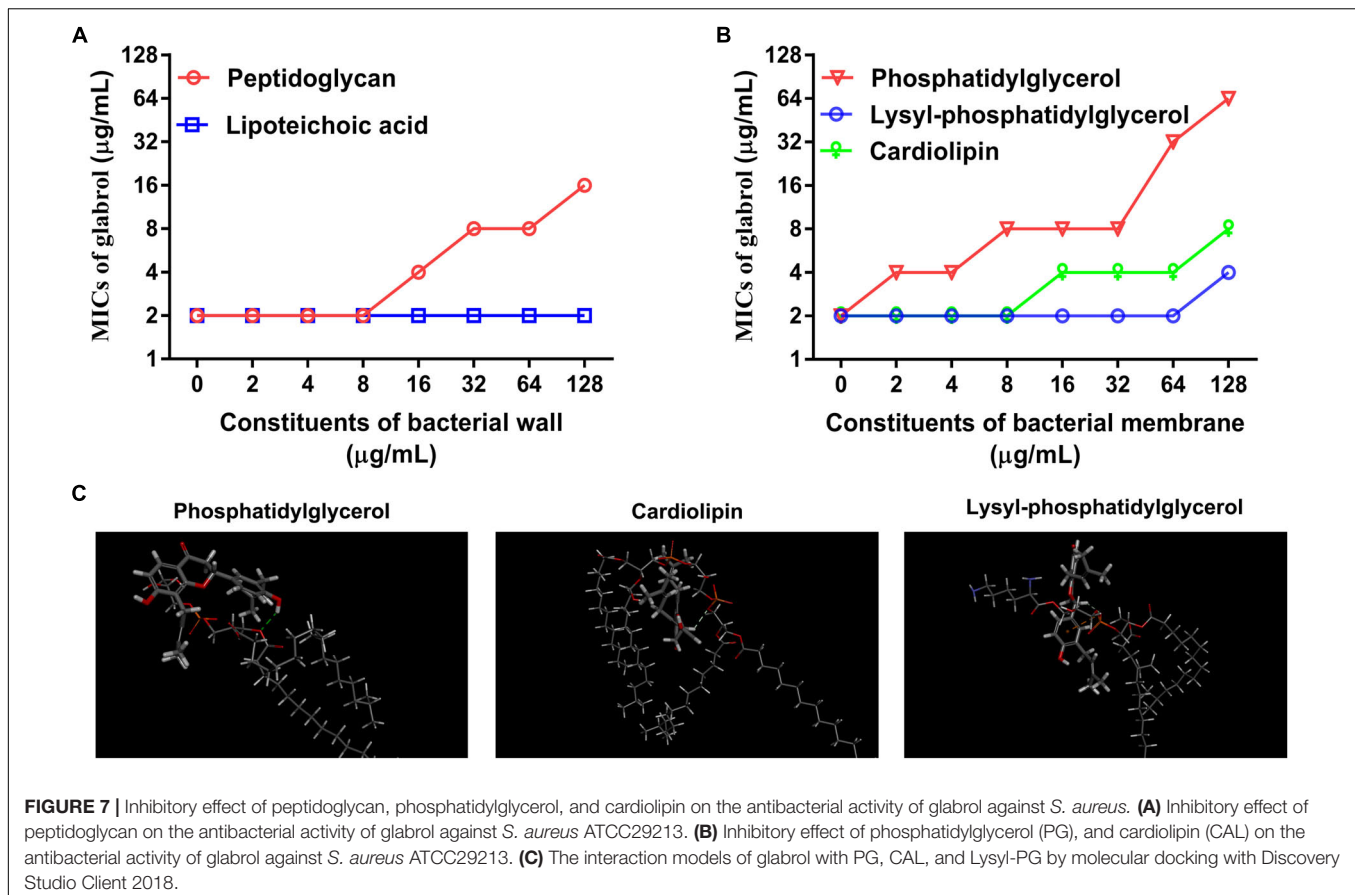 A
128
64
32
16
8
4
2
1
MICs of glabrol (μg/mL)
Peptidoglycan
Lipoteichoic acid
0 2 4 8 16 32 64 128
Constituents of bacterial wall
(μg/mL)
B
128
64
32
16
8
4
2
1
MICs of glabrol (μg/mL)
Phosphatidylglycerol
Lysyl-phosphatidylglycerol
Cardiolipin
0 2 4 8 16 32 64 128
Constituents of bacterial membrane
(μg/mL)
C
Phosphatidylglycerol
Cardiolipin
Lysyl-phosphatidylglycerol
FIGURE 7 | Inhibitory effect of peptidoglycan, phosphatidylglycerol, and cardiolipin on the antibacterial activity of glabrol against S. aureus. (A) Inhibitory effect of
peptidoglycan on the antibacterial activity of glabrol against S. aureus ATCC29213. (B) Inhibitory effect of phosphatidylglycerol (PG), and cardiolipin (CAL) on the
antibacterial activity of glabrol against S. aureus ATCC29213. (C) The interaction models of glabrol with PG, CAL, and Lysyl-PG by molecular docking with Discovery
Studio Client 2018.